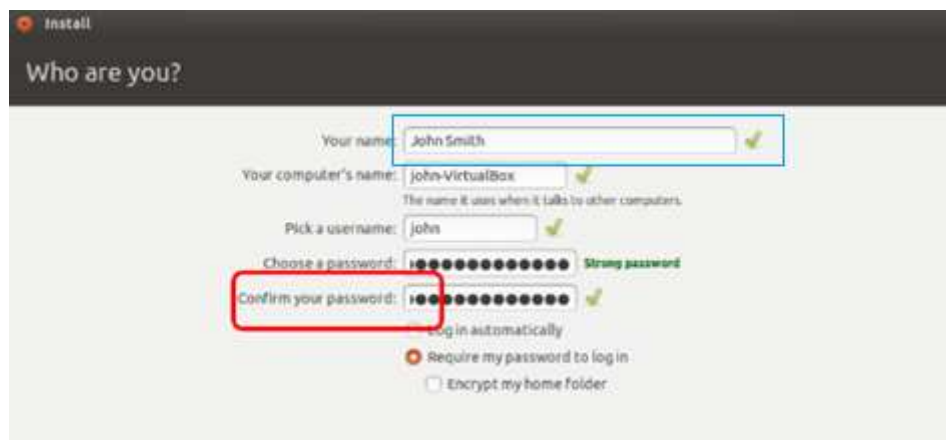 Install
Who are you?
Your name: John Smith
Your computer's name: john-VirtualBox
The name it uses when it talks to other computers.
Pick a username: john
Choose a password: ●●●●●●●●●●●●● Strong password
Confirm your password: ●●●●●●●●●●●●●
Log in automatically
Require my password to log in
Encrypt my home folder